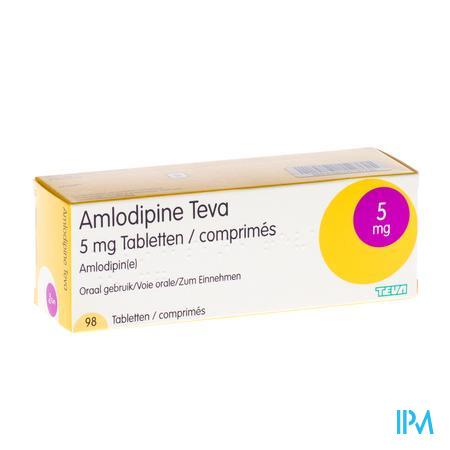 Amlodipine Teva
5 mg Tabletten / comprimés
Amlodipin(e)
Oraal gebruik/Voie orale/Zum Einnehmen
98 Tabletten / comprimés
5
mg
TEVA
Amlodipine Teva
IPM